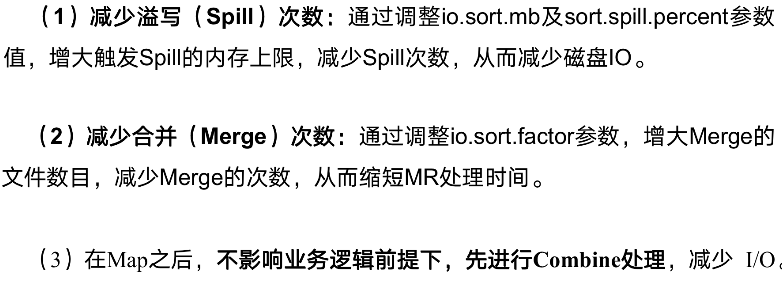 （1）减少溢写（Spill）次数：通过调整io.sort.mb及sort.spill.percent参数
值，增大触发Spill的内存上限，减少Spill次数，从而减少磁盘IO。
（2）减少合并（Merge）次数：通过调整io.sort.factor参数，增大Merge的
文件数目，减少Merge的次数，从而缩短MR处理时间。
（3）在Map之后，不影响业务逻辑前提下，先进行Combine处理，减少 I/O。